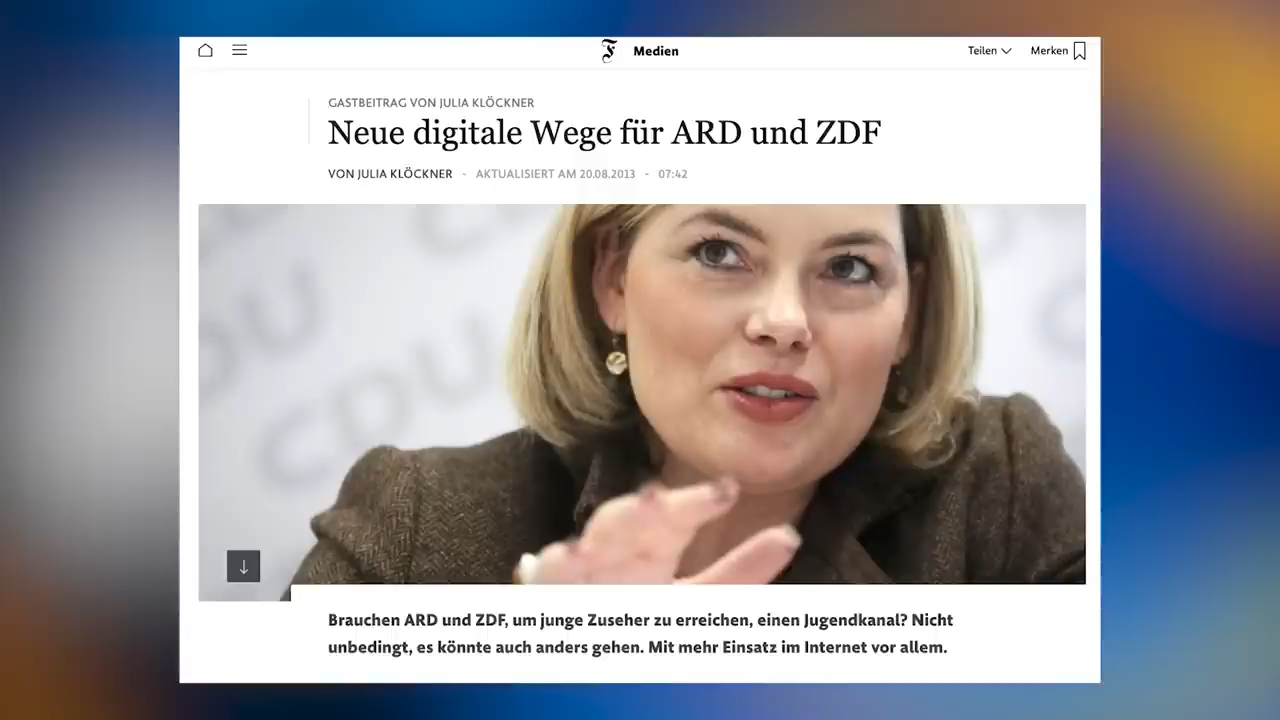 Medien
Teilen
Merken
GASTBEITRAG VON JULIA KLÖCKNER
Neue digitale Wege für ARD und ZDF
VON JULIA KLÖCKNER - AKTUALISIERT AM 20.08.2013 - 07:42
CDU
CDU
Brauchen ARD und ZDF, um junge Zuseher zu erreichen, einen Jugendkanal? Nicht
unbedingt, es könnte auch anders gehen. Mit mehr Einsatz im Internet vor allem.